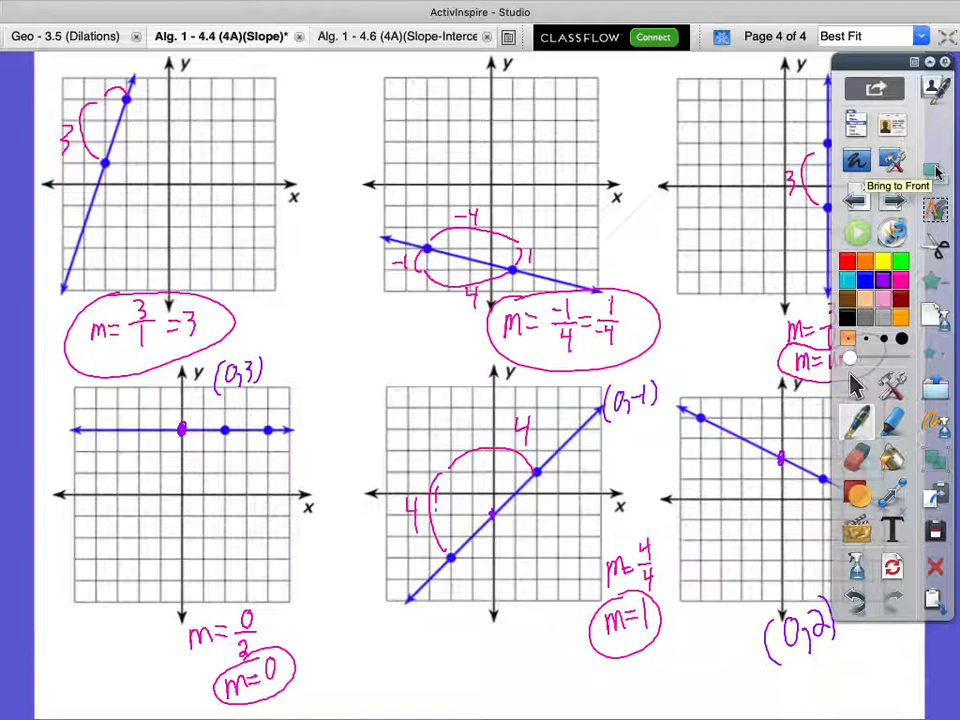 ActivInspire - Studio
Geo - 3.5 (Dilations)
Alg. 1 - 4.4 (4A)(Slope)*
Alg. 1 - 4.6 (4A)(Slope-Interce
CLASSFLOW Connect
Page 4 of 4
Best Fit
y
y
y
3
x
x
-4
-1
1
4
3
x
Bring to Front
m = 3/1 = 3
m = -1/4 = 1/-4
m =
m =
(0,3)
y
y
(0,-1)
y
4
4
x
x
m = 0/2
m = 0
m = 4/4
m = 1
(0,2)
T